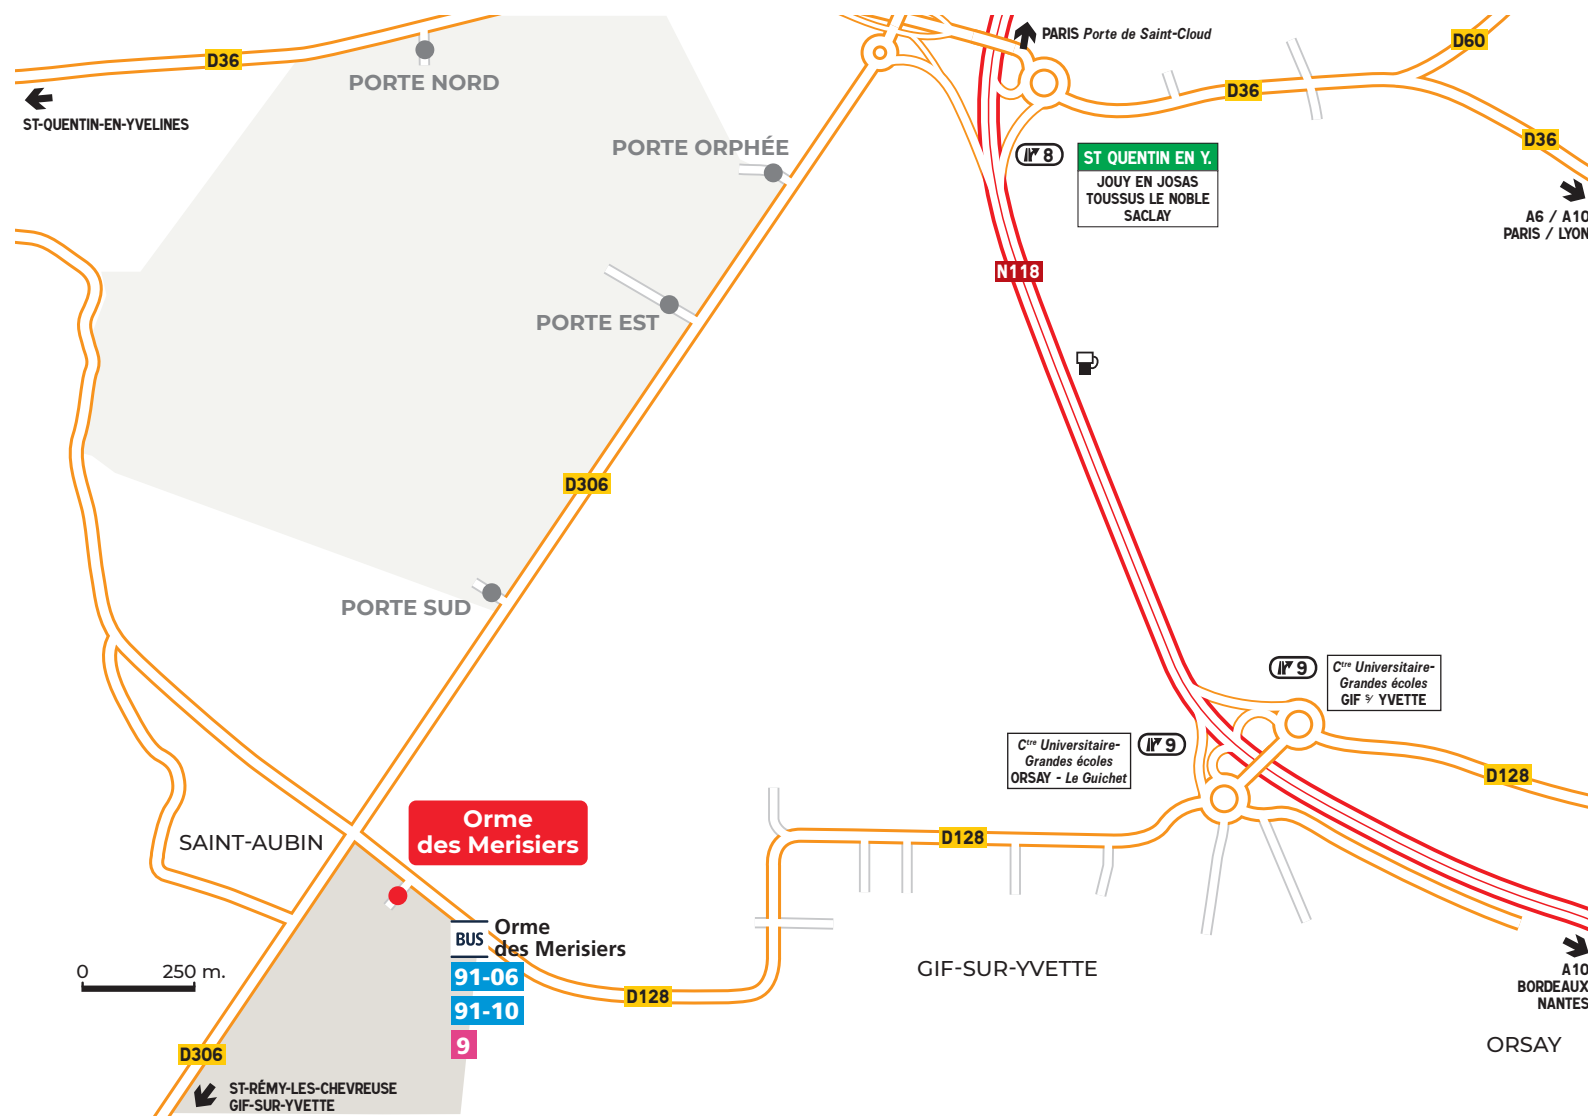 PARIS Porte de Saint-Cloud
D60
D36
PORTE NORD
ST-QUENTIN-EN-YVELINES
D36
D36
PORTE ORPHÉE
8
ST QUENTIN EN Y.
JOUY EN JOSAS
TOUSSUS LE NOBLE
SACLAY
A6 / A10
PARIS / LYON
N118
PORTE EST
D306
PORTE SUD
9
Ctre Universitaire-
Grandes écoles
GIF s/ YVETTE
Ctre Universitaire-
Grandes écoles
ORSAY - Le Guichet
9
D128
Orme
des Merisiers
SAINT-AUBIN
D128
BUS
Orme
des Merisiers
91-06
91-10
9
0 250 m.
D128
GIF-SUR-YVETTE
A10
BORDEAUX
NANTES
ORSAY
D306
ST-RÉMY-LES-CHEVREUSE
GIF-SUR-YVETTE